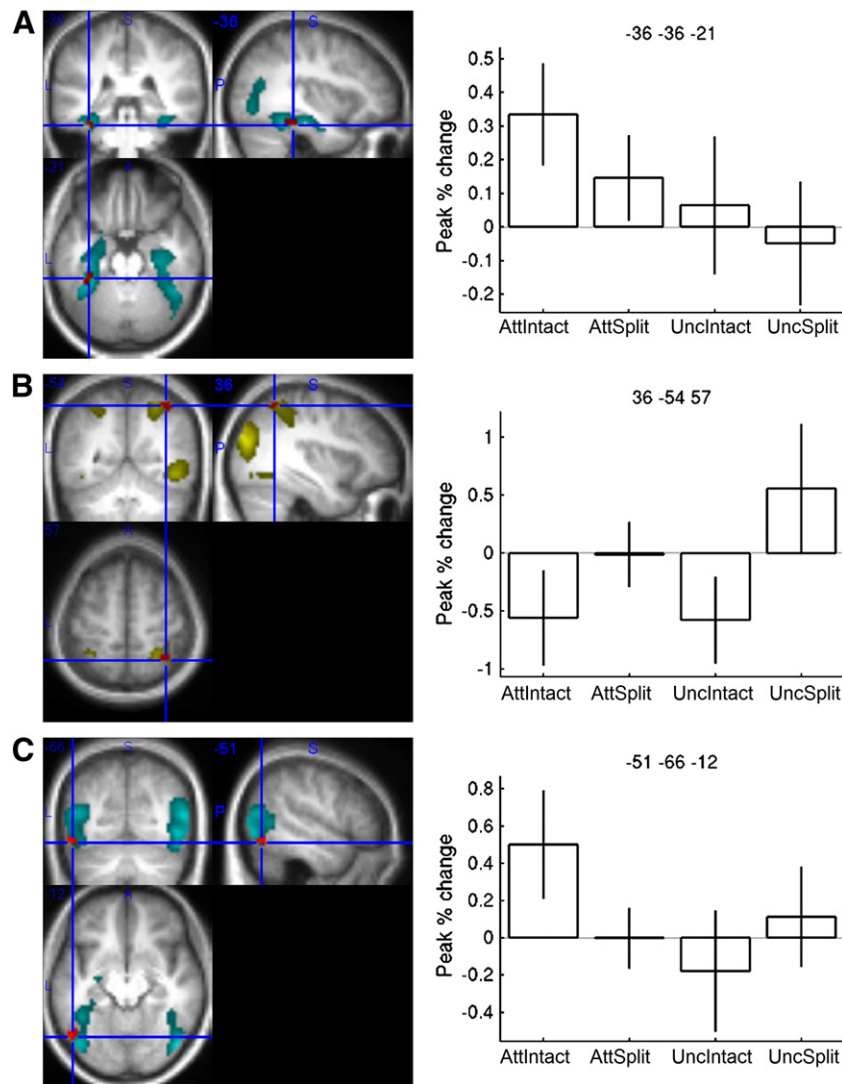 A
-36 S -36 S
L P
-21 A
L
-36 -36 -21
Peak % change
0.5
0.4
0.3
0.2
0.1
0
-0.1
-0.2
AttIntact AttSplit UncIntact UncSplit
B
-54 S 36 S
L P
57 A
L
36 -54 57
Peak % change
1
0.5
0
-0.5
-1
AttIntact AttSplit UncIntact UncSplit
C
-66 S -51 S
L P
-12 A
L
-51 -66 -12
Peak % change
0.8
0.6
0.4
0.2
0
-0.2
-0.4
AttIntact AttSplit UncIntact UncSplit